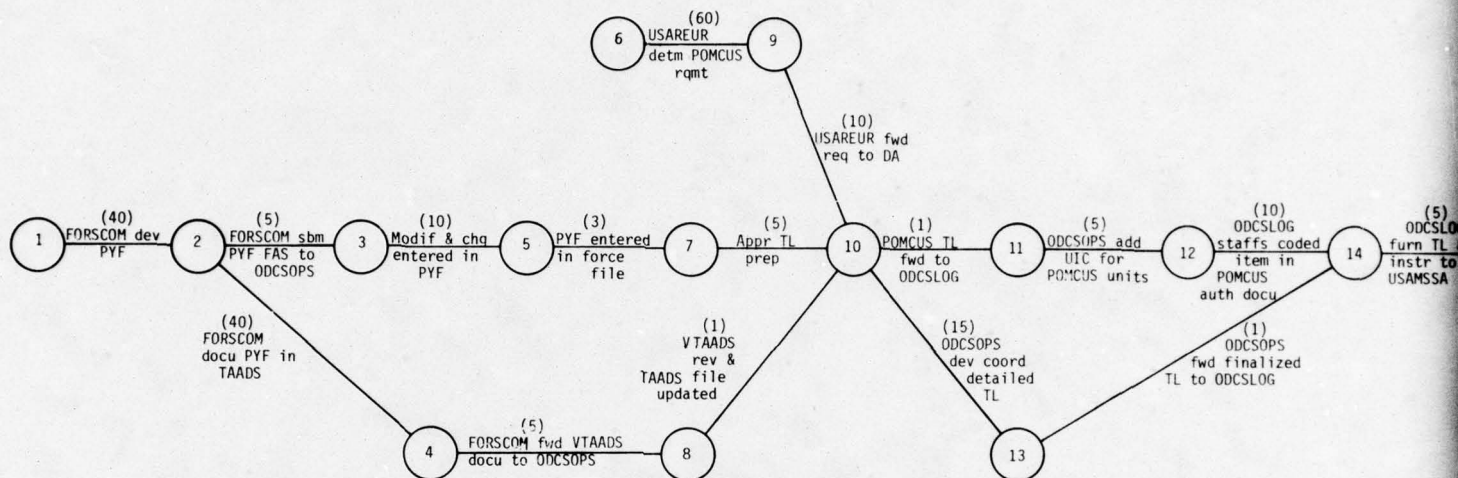 (60)
6
USAREUR
9
detm POMCUS
rqmt
(10)
USAREUR fwd
req to DA
1
(40)
FORSCOM dev
PYF
2
(5)
FORSCOM sbm
PYF FAS to
ODCSOPS
3
(10)
Modif & chg
entered in
PYF
5
(3)
PYF entered
in force
file
7
(5)
Appr TL
prep
10
(1)
POMCUS TL
fwd to
ODCSLOG
11
(5)
ODCSOPS add
UIC for
POMCUS units
12
(10)
ODCSLOG
staffs coded
item in
POMCUS
auth docu
14
(5)
furn TL
instr to
USAMSSA
(40)
FORSCOM
docu PYF in
TAADS
(1)
VTAADS
rev &
TAADS file
updated
(15)
ODCSOPS
dev coord
detailed
TL
(1)
ODCSOPS
fwd finalized
TL to ODCSLOG
4
(5)
FORSCOM fwd VTAADS
docu to ODCSOPS
8
13